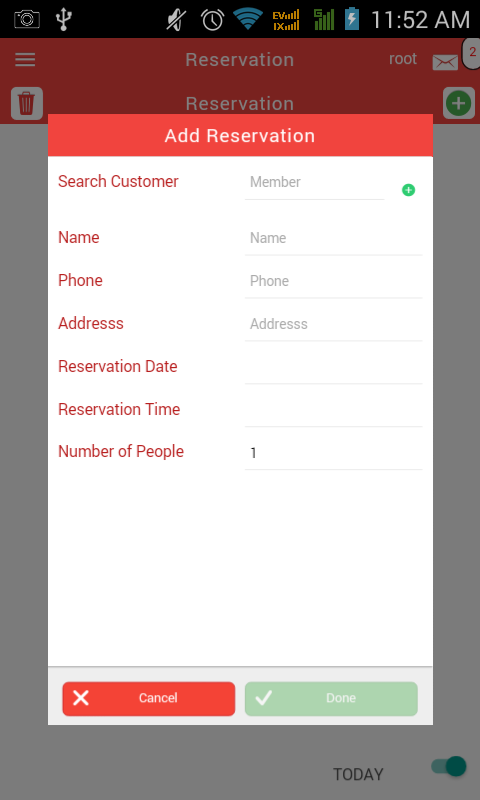 EV IX G 11:52 AM
Reservation root 2
Reservation
Add Reservation
Search Customer Member
Name Name
Phone Phone
Addresss Addresss
Reservation Date
Reservation Time
Number of People 1
Cancel Done
TODAY